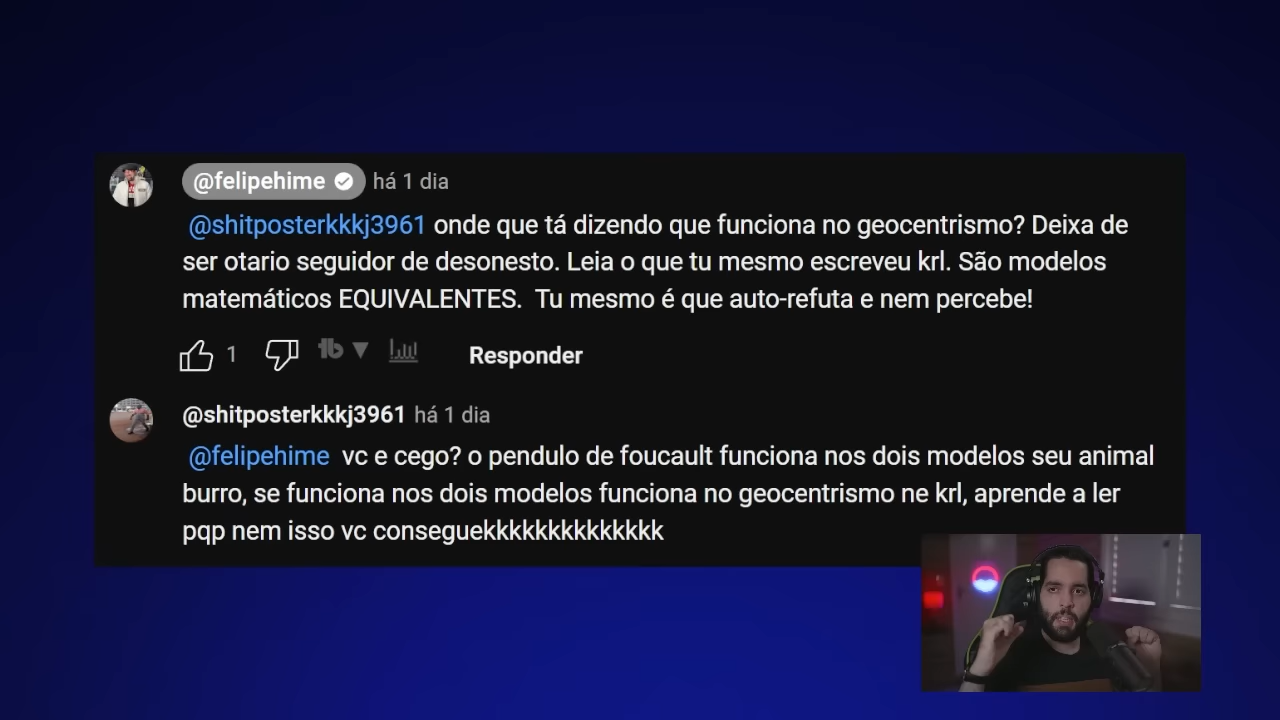 @felipehime há 1 dia
@shitposterkkkj3961 onde que tá dizendo que funciona no geocentrismo? Deixa de
ser otario seguidor de desonesto. Leia o que tu mesmo escreveu krl. São modelos
matemáticos EQUIVALENTES. Tu mesmo é que auto-refuta e nem percebe!
1 tb Responder
@shitposterkkkj3961 há 1 dia
@felipehime vc e cego? o pendulo de foucault funciona nos dois modelos seu animal
burro, se funciona nos dois modelos funciona no geocentrismo ne krl, aprende a ler
pqp nem isso vc conseguekkkkkkkkkkkkkk